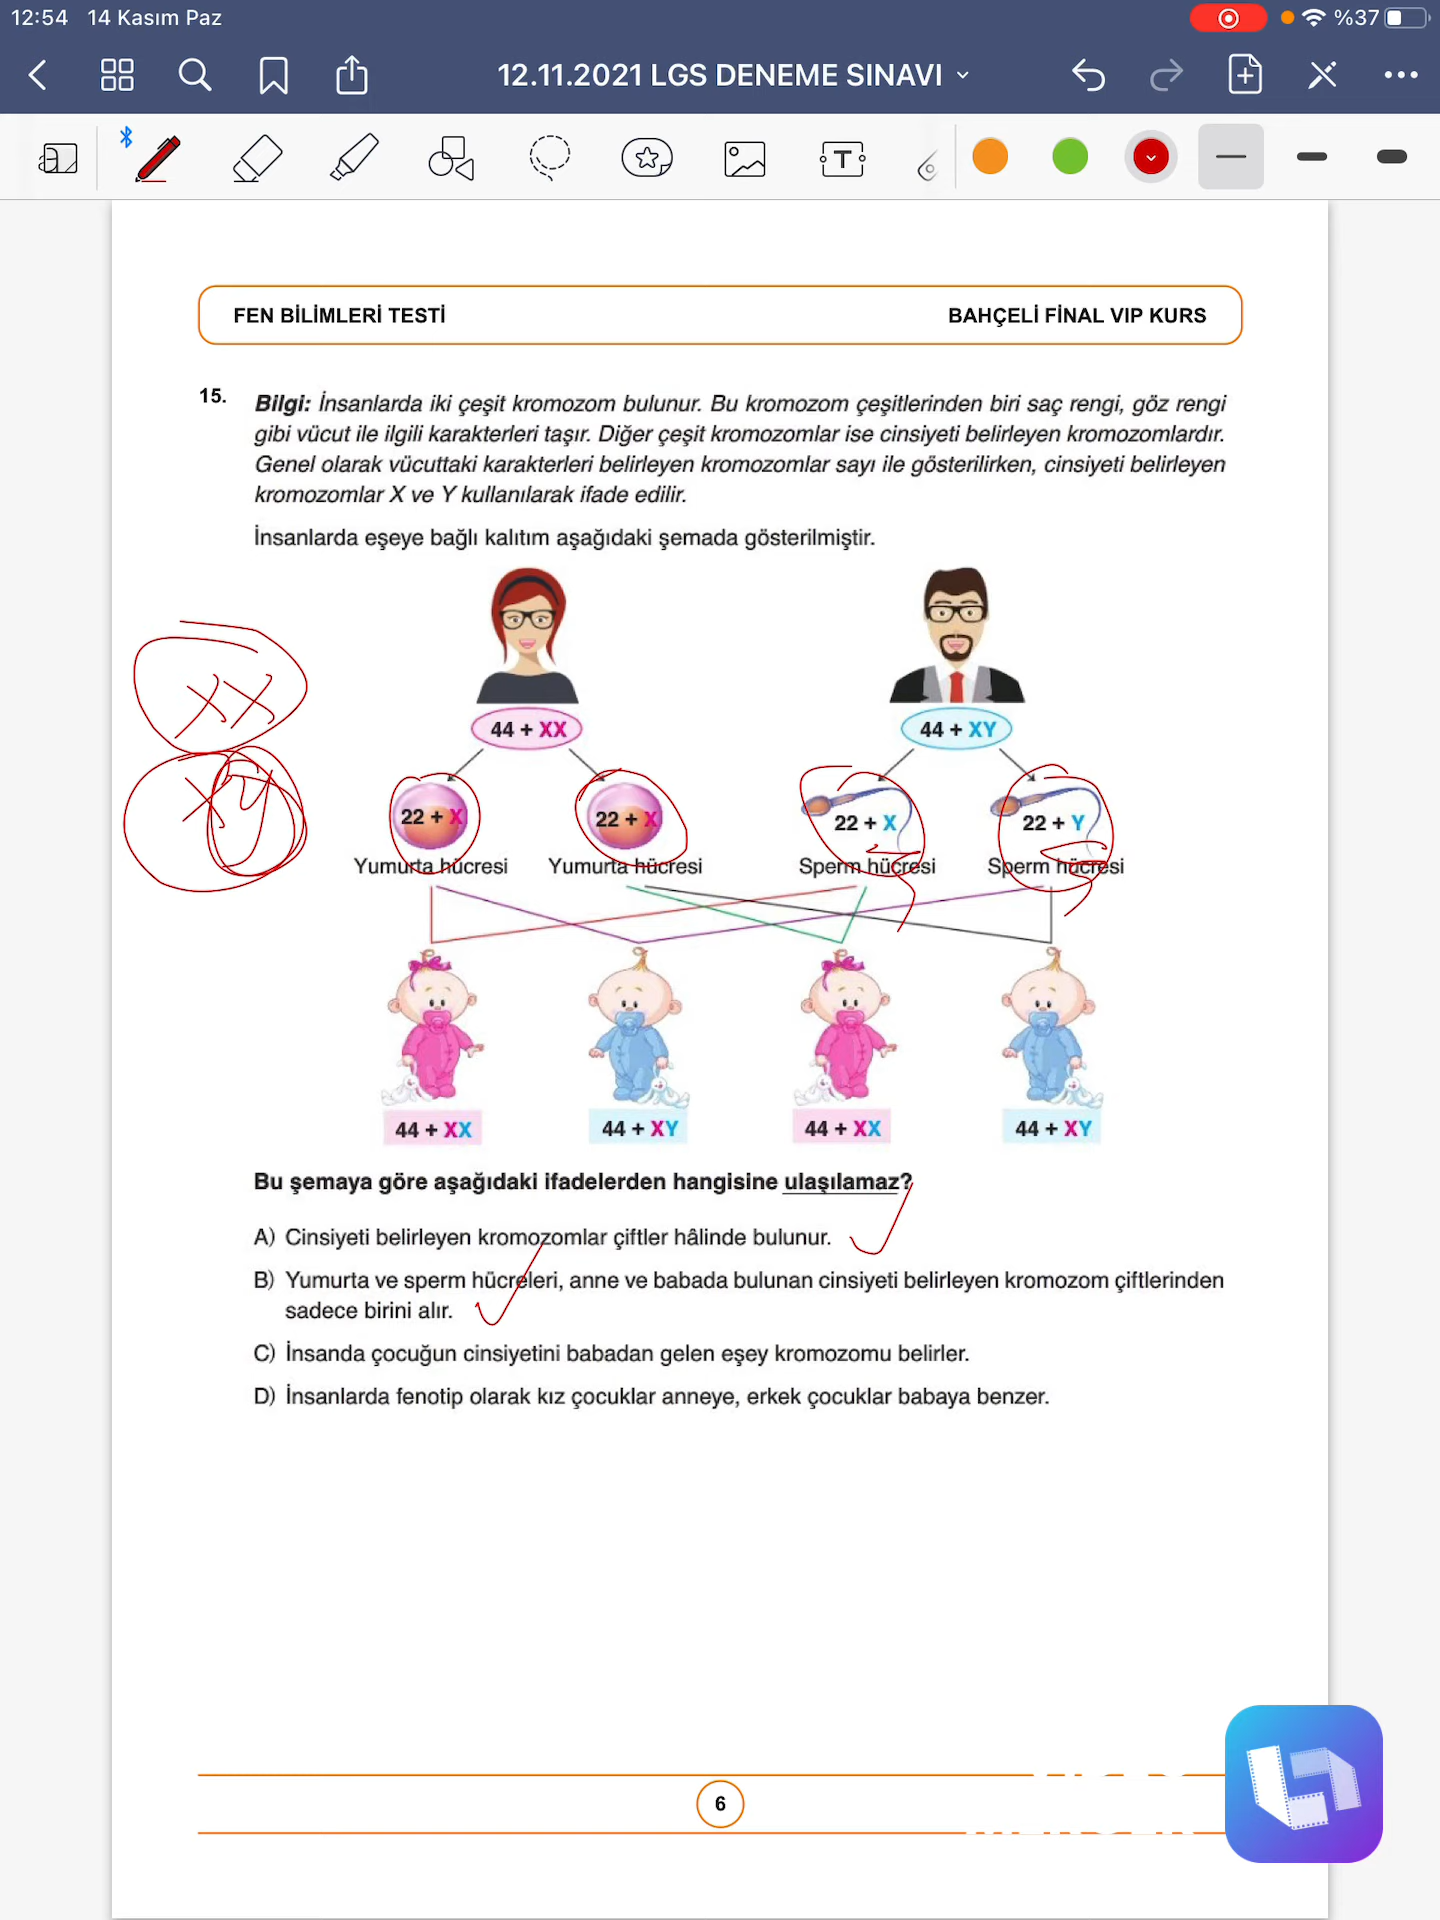 12:54 14 Kasım Paz
%37
12.11.2021 LGS DENEME SINAVI
FEN BİLİMLERİ TESTİ
BAHÇELİ FİNAL VIP KURS
15. Bilgi: İnsanlarda iki çeşit kromozom bulunur. Bu kromozom çeşitlerinden biri saç rengi, göz rengi
gibi vücut ile ilgili karakterleri taşır. Diğer çeşit kromozomlar ise cinsiyeti belirleyen kromozomlardır.
Genel olarak vücuttaki karakterleri belirleyen kromozomlar sayı ile gösterilirken, cinsiyeti belirleyen
kromozomlar X ve Y kullanılarak ifade edilir.
İnsanlarda eşeye bağlı kalıtım aşağıdaki şemada gösterilmiştir.
XX
XY
44 + XX
44 + XY
22 + X
22 + X
22 + X
22 + Y
Yumurta hücresi
Yumurta hücresi
Sperm hücresi
Sperm hücresi
44 + XX
44 + XY
44 + XX
44 + XY
Bu şemaya göre aşağıdaki ifadelerden hangisine ulaşılamaz?
A) Cinsiyeti belirleyen kromozomlar çiftler hâlinde bulunur.
B) Yumurta ve sperm hücreleri, anne ve babada bulunan cinsiyeti belirleyen kromozom çiftlerinden
sadece birini alır.
C) İnsanda çocuğun cinsiyetini babadan gelen eşey kromozomu belirler.
D) İnsanlarda fenotip olarak kız çocuklar anneye, erkek çocuklar babaya benzer.
6